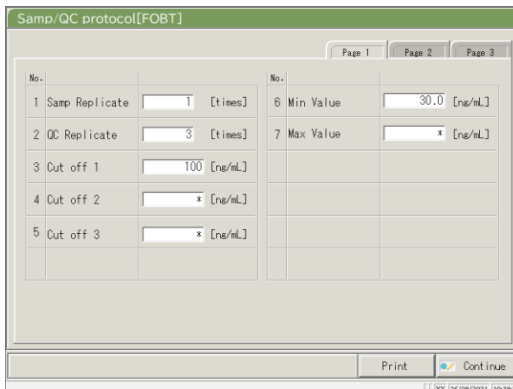 Samp/QC protocol[FOBT]
Page 1 Page 2 Page 3
No. No.
1 Samp Replicate 1 [times] 6 Min Value 30.0 [ng/mL]
2 QC Replicate 3 [times] 7 Max Value * [ng/mL]
3 Cut off 1 100 [ng/mL]
4 Cut off 2 * [ng/mL]
5 Cut off 3 * [ng/mL]
Print Continue